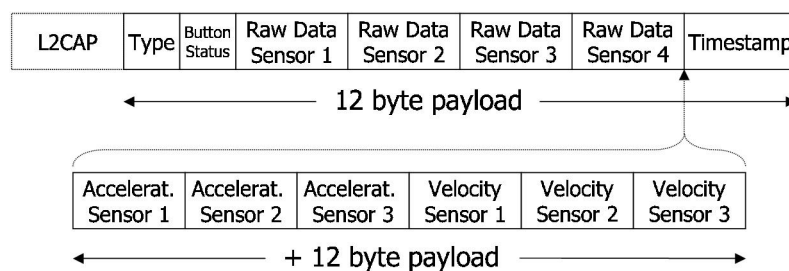 L2CAP
Type
Button
Status
Raw Data
Sensor 1
Raw Data
Sensor 2
Raw Data
Sensor 3
Raw Data
Sensor 4
Timestamp
12 byte payload
Accelerat.
Sensor 1
Accelerat.
Sensor 2
Accelerat.
Sensor 3
Velocity
Sensor 1
Velocity
Sensor 2
Velocity
Sensor 3
+ 12 byte payload